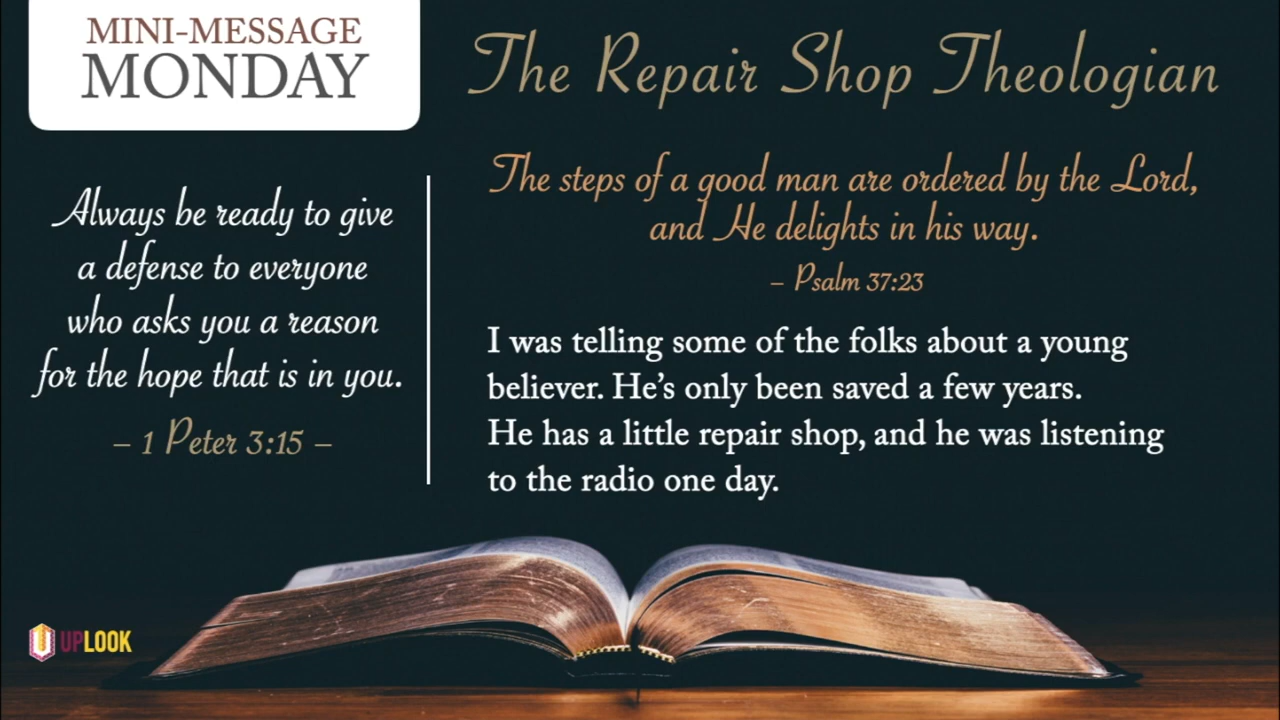 MINI-MESSAGE
MONDAY
The Repair Shop Theologian
Always be ready to give
a defense to everyone
who asks you a reason
for the hope that is in you.
– 1 Peter 3:15 –
The steps of a good man are ordered by the Lord,
and He delights in his way.
– Psalm 37:23
I was telling some of the folks about a young
believer. He’s only been saved a few years.
He has a little repair shop, and he was listening
to the radio one day.
UPLOOK